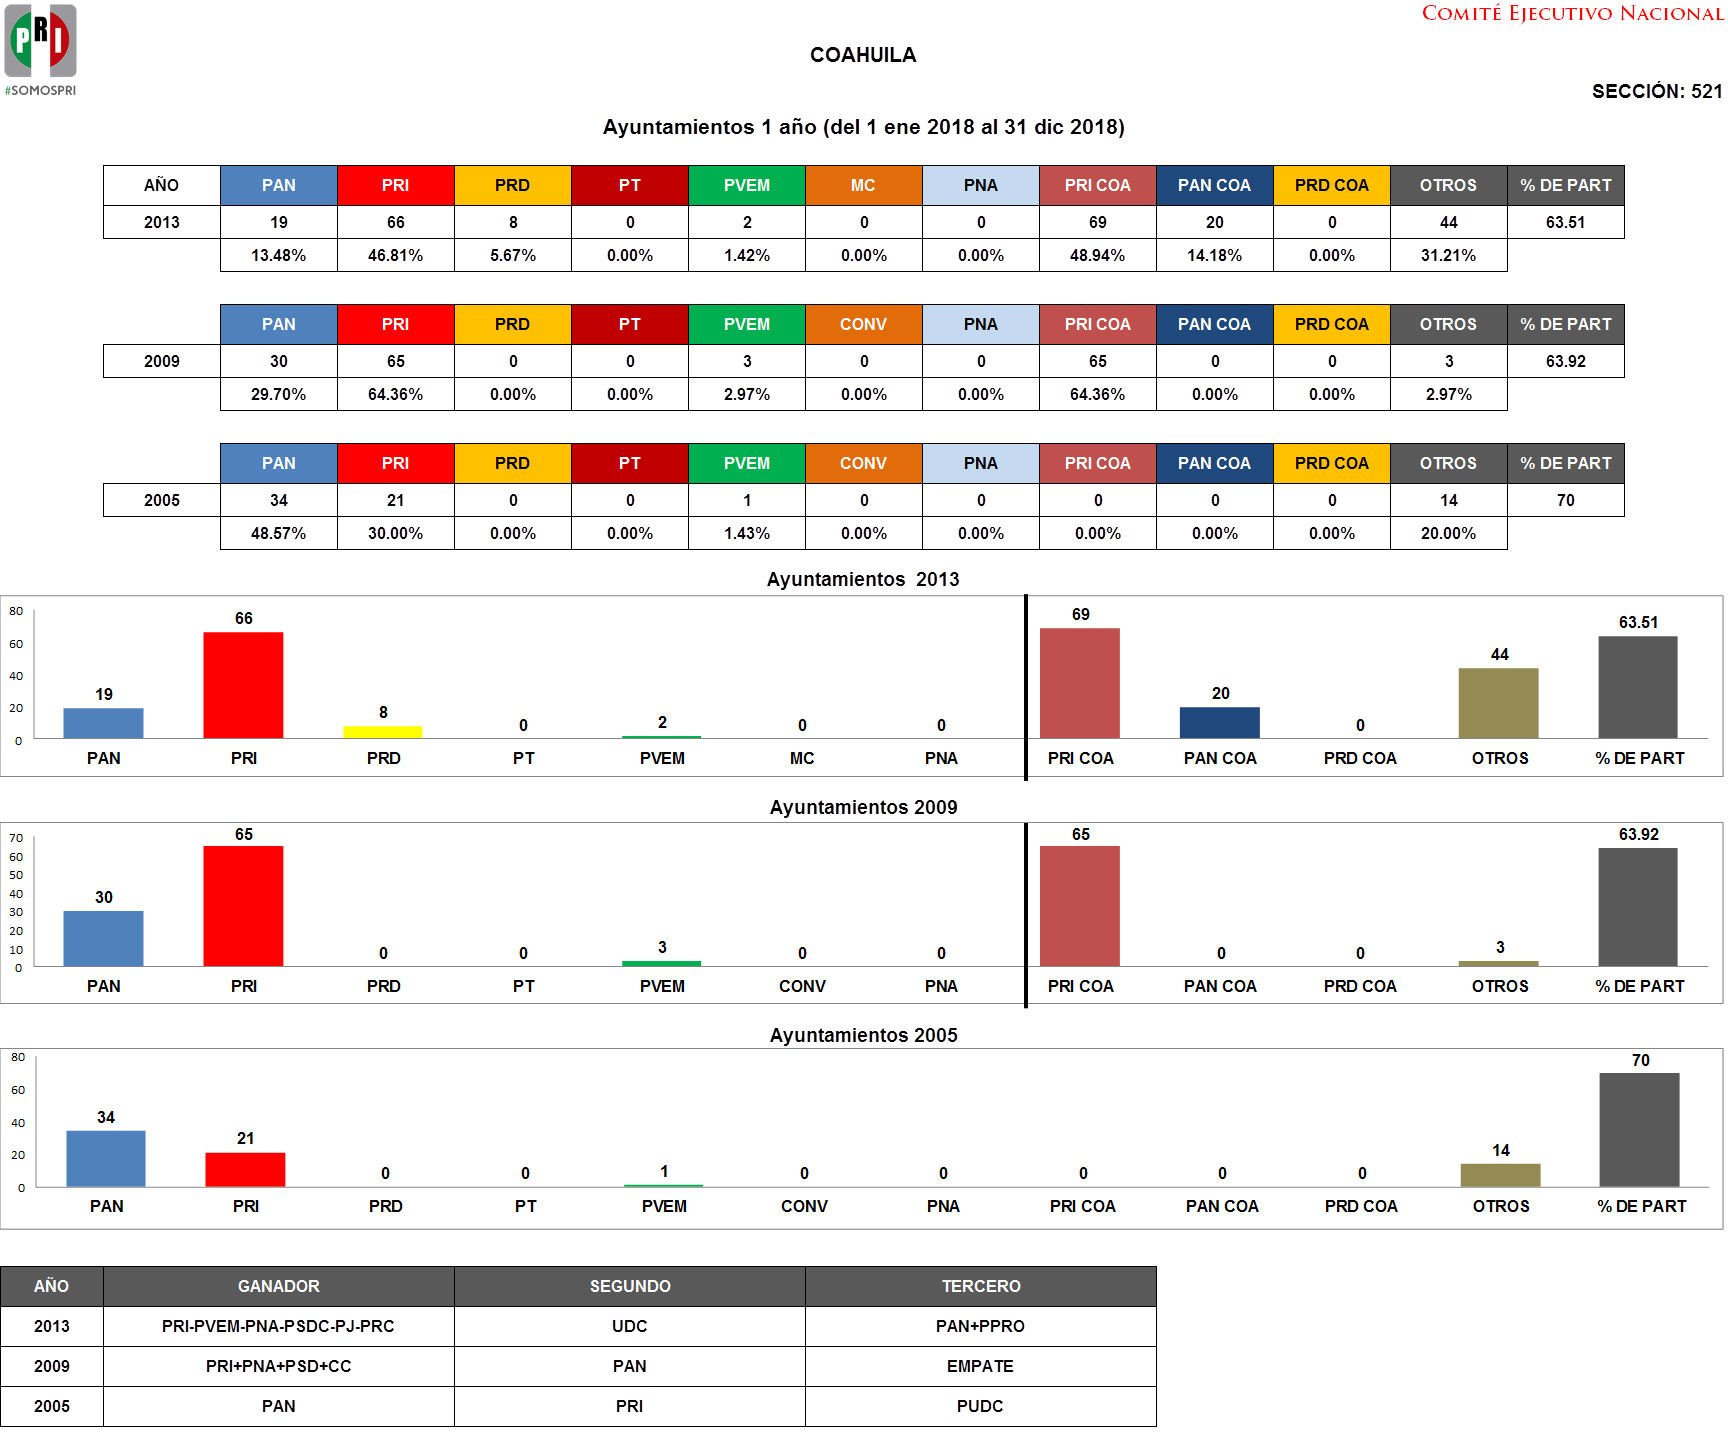 COMITÉ EJECUTIVO NACIONAL
PRI
#SOMOSPRI
COAHUILA
SECCIÓN: 521
Ayuntamientos 1 año (del 1 ene 2018 al 31 dic 2018)
AÑO PAN PRI PRD PT PVEM MC PNA PRI COA PAN COA PRD COA OTROS % DE PART
2013 19 66 8 0 2 0 0 69 20 0 44 63.51
13.48% 46.81% 5.67% 0.00% 1.42% 0.00% 0.00% 48.94% 14.18% 0.00% 31.21%
PAN PRI PRD PT PVEM CONV PNA PRI COA PAN COA PRD COA OTROS % DE PART
2009 30 65 0 0 3 0 0 65 0 0 3 63.92
29.70% 64.36% 0.00% 0.00% 2.97% 0.00% 0.00% 64.36% 0.00% 0.00% 2.97%
PAN PRI PRD PT PVEM CONV PNA PRI COA PAN COA PRD COA OTROS % DE PART
2005 34 21 0 0 1 0 0 0 0 0 14 70
48.57% 30.00% 0.00% 0.00% 1.43% 0.00% 0.00% 0.00% 0.00% 0.00% 20.00%
Ayuntamientos 2013
80
60
40
20
0
19 66 8 0 2 0 0 69 20 0 44 63.51
PAN PRI PRD PT PVEM MC PNA PRI COA PAN COA PRD COA OTROS % DE PART
Ayuntamientos 2009
70
60
50
40
30
20
10
0
30 65 0 0 3 0 0 65 0 0 3 63.92
PAN PRI PRD PT PVEM CONV PNA PRI COA PAN COA PRD COA OTROS % DE PART
Ayuntamientos 2005
80
60
40
20
0
34 21 0 0 1 0 0 0 0 0 14 70
PAN PRI PRD PT PVEM CONV PNA PRI COA PAN COA PRD COA OTROS % DE PART
AÑO GANADOR SEGUNDO TERCERO
2013 PRI-PVEM-PNA-PSDC-PJ-PRC UDC PAN+PPRO
2009 PRI+PNA+PSD+CC PAN EMPATE
2005 PAN PRI PUDC